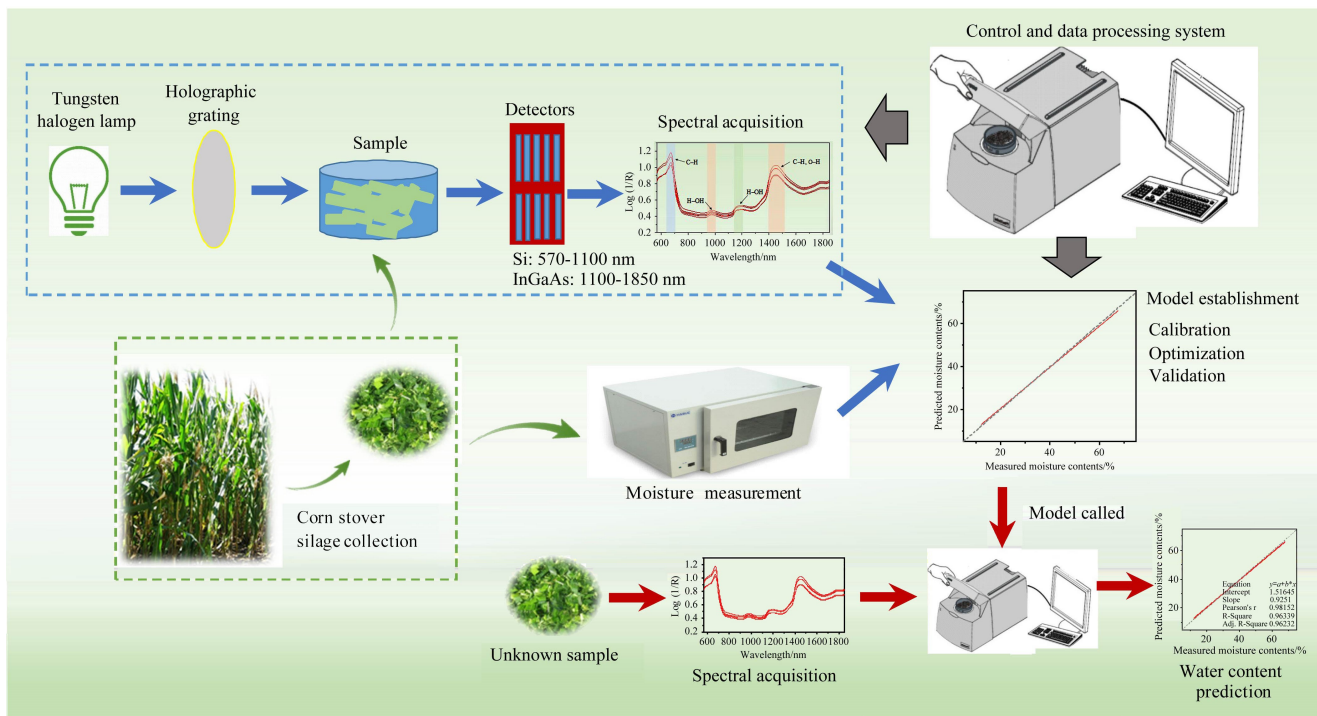 Control and data processing system
Tungsten
halogen lamp
Holographic
grating
Sample
Detectors
Si: 570-1100 nm
InGaAs: 1100-1850 nm
Spectral acquisition
Log (1/R)
1.2
1.0
0.8
0.6
0.4
0.2
C-H
H-OH
H-OH
C-H, O-H
600 800 1000 1200 1400 1600 1800
Wavelength/nm
Model establishment
Calibration
Optimization
Validation
Predicted moisture contents/%
60
40
20
20 40 60
Measured moisture contents/%
Corn stover
silage collection
Moisture measurement
Model called
Unknown sample
Log (1/R)
1.2
1.0
0.8
0.6
0.4
0.2
600 800 1000 1200 1400 1600 1800
Wavelength/nm
Spectral acquisition
Predicted moisture contents/%
60
40
20
Equation y=a+b*x
Intercept 1.51645
Slope 0.9251
Pearson's r 0.98152
R-Square 0.96339
Adj. R-Square 0.96232
20 40 60
Measured moisture contents/%
Water content
prediction